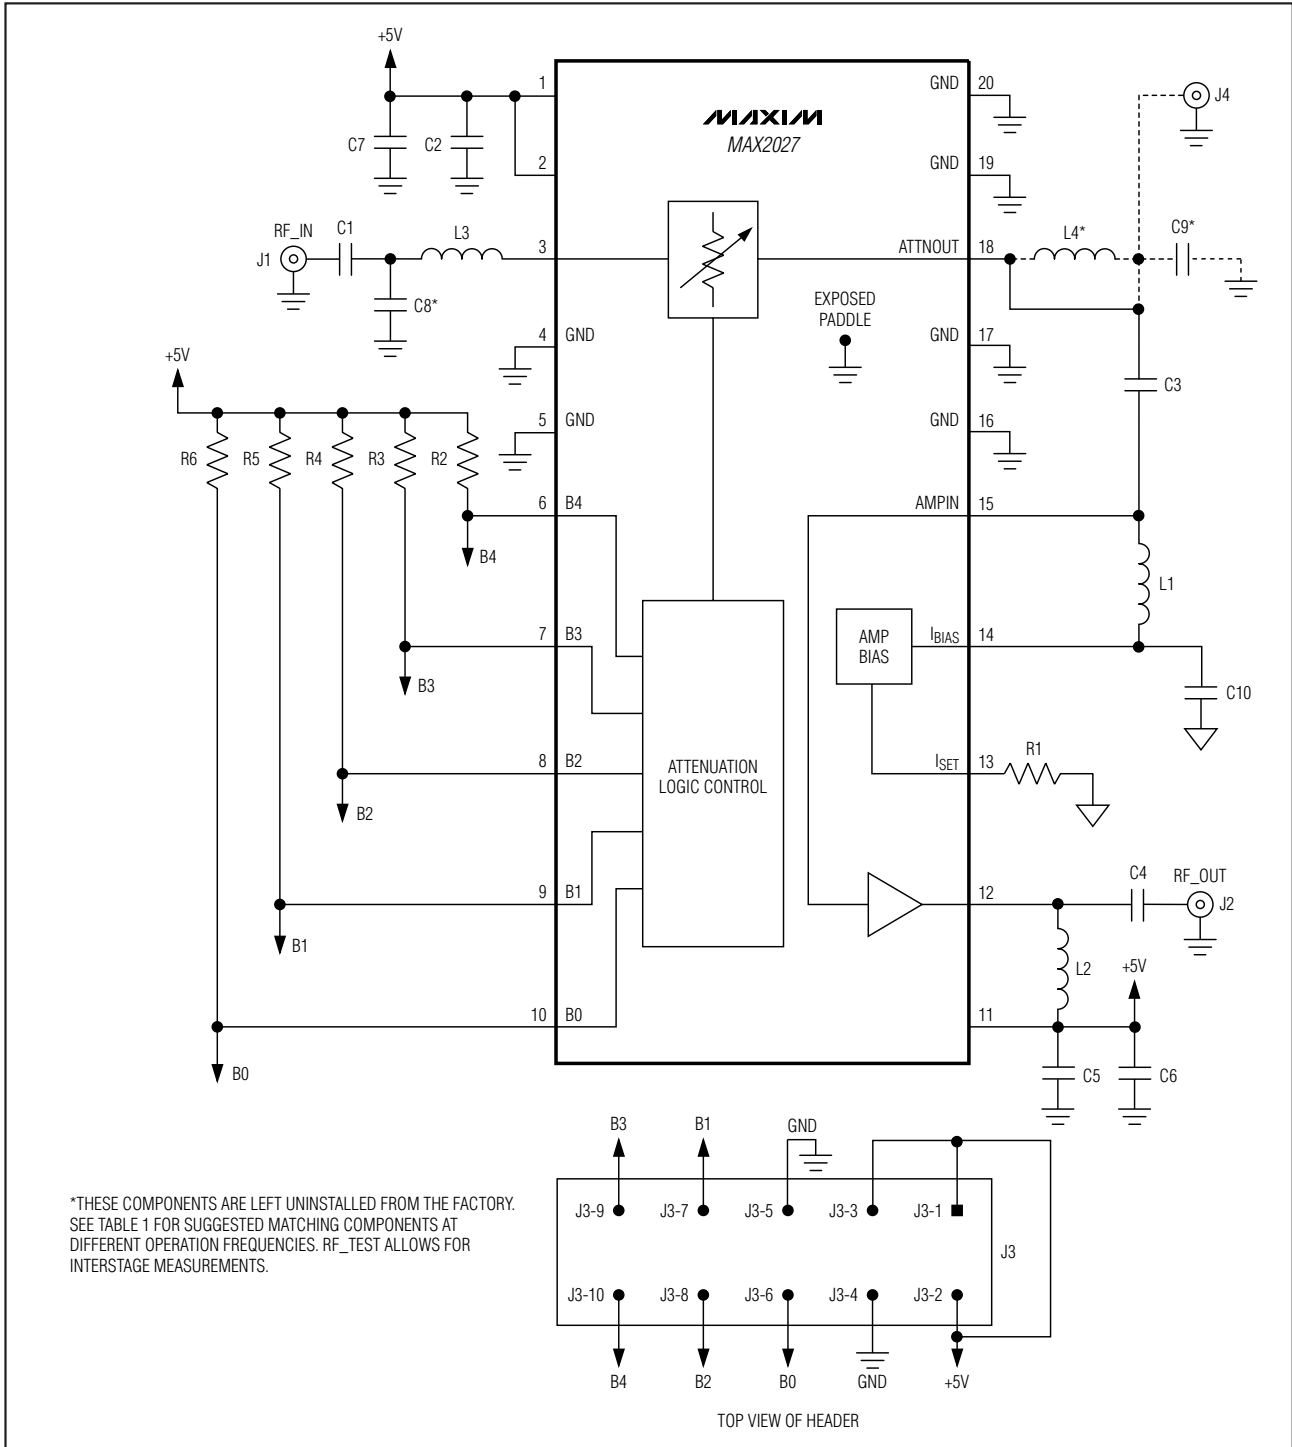 +5V
1
GND
20
J4
MAXIM
MAX2027
C7
C2
2
GND
19
RF_IN
C1
L3
3
ATTNOUT
18
L4*
C9*
J1
C8*
EXPOSED
PADDLE
4
GND
GND
17
+5V
C3
5
GND
GND
16
R6
R5
R4
R3
R2
6
B4
AMPIN
15
B4
L1
AMP
BIAS
7
B3
IBIAS
14
B3
C10
8
B2
ATTENUATION
LOGIC CONTROL
ISET
13
R1
B2
C4
RF_OUT
9
B1
12
J2
B1
L2
+5V
10
B0
11
B0
C5
C6
B3
B1
GND
*THESE COMPONENTS ARE LEFT UNINSTALLED FROM THE FACTORY.
SEE TABLE 1 FOR SUGGESTED MATCHING COMPONENTS AT
DIFFERENT OPERATION FREQUENCIES. RF_TEST ALLOWS FOR
INTERSTAGE MEASUREMENTS.
J3-9
J3-7
J3-5
J3-3
J3-1
J3
J3-10
J3-8
J3-6
J3-4
J3-2
B4
B2
B0
GND
+5V
TOP VIEW OF HEADER